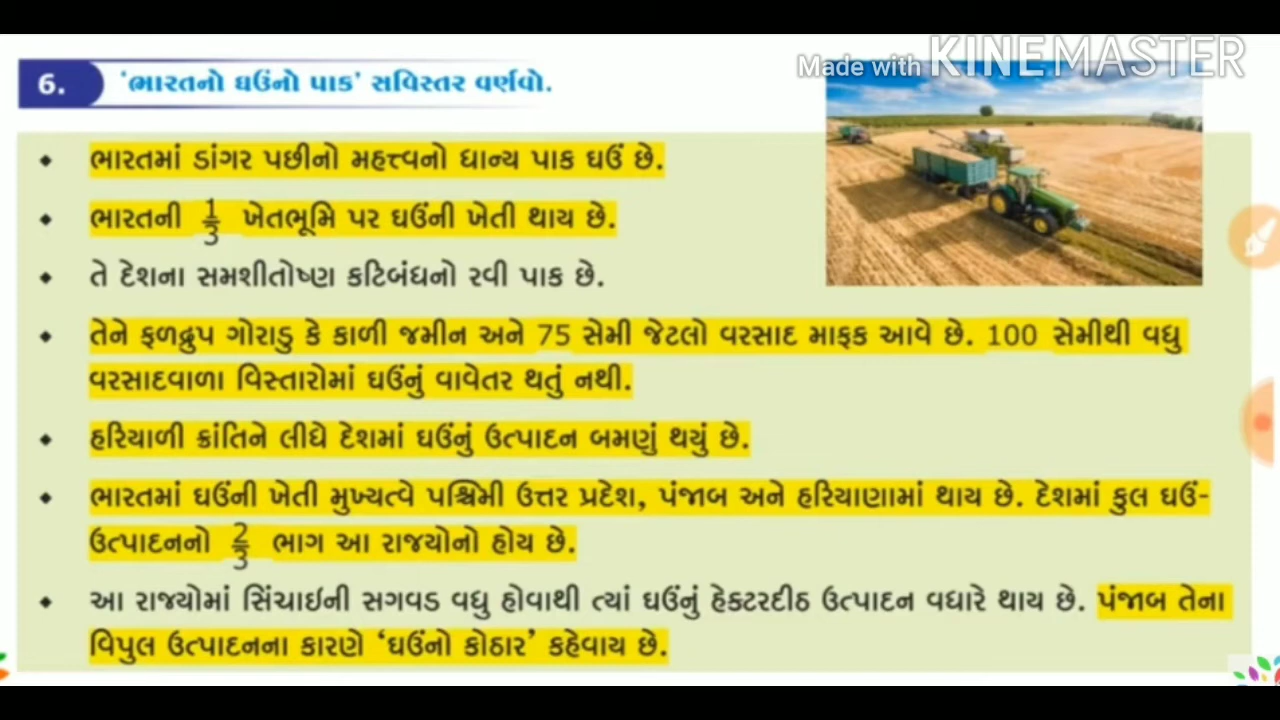 Made with KINEMASTER
6. 'ભારતનો ઘઉંનો પાક' સવિસ્તર વર્ણવો.
◆ ભારતમાં ડાંગર પછીનો મહત્ત્વનો ધાન્ય પાક ઘઉં છે.
◆ ભારતની 1/3 ખેતભૂમિ પર ઘઉંની ખેતી થાય છે.
◆ તે દેશના સમશીતોષ્ણ કટિબંધનો રવી પાક છે.
◆ તેને ફળદ્રુપ ગોરાડુ કે કાળી જમીન અને 75 સેમી જેટલો વરસાદ માફક આવે છે. 100 સેમીથી વધુ
વરસાદવાળા વિસ્તારોમાં ઘઉંનું વાવેતર થતું નથી.
◆ હરિયાળી ક્રાંતિને લીધે દેશમાં ઘઉંનું ઉત્પાદન બમણું થયું છે.
◆ ભારતમાં ઘઉંની ખેતી મુખ્યત્વે પશ્ચિમી ઉત્તર પ્રદેશ, પંજાબ અને હરિયાણામાં થાય છે. દેશમાં કુલ ઘઉં-
ઉત્પાદનનો 2/3 ભાગ આ રાજ્યોનો હોય છે.
◆ આ રાજ્યોમાં સિંચાઇની સગવડ વધુ હોવાથી ત્યાં ઘઉંનું હેક્ટરદીઠ ઉત્પાદન વધારે થાય છે. પંજાબ તેના
વિપુલ ઉત્પાદનના કારણે 'ઘઉંનો કોઠાર' કહેવાય છે.